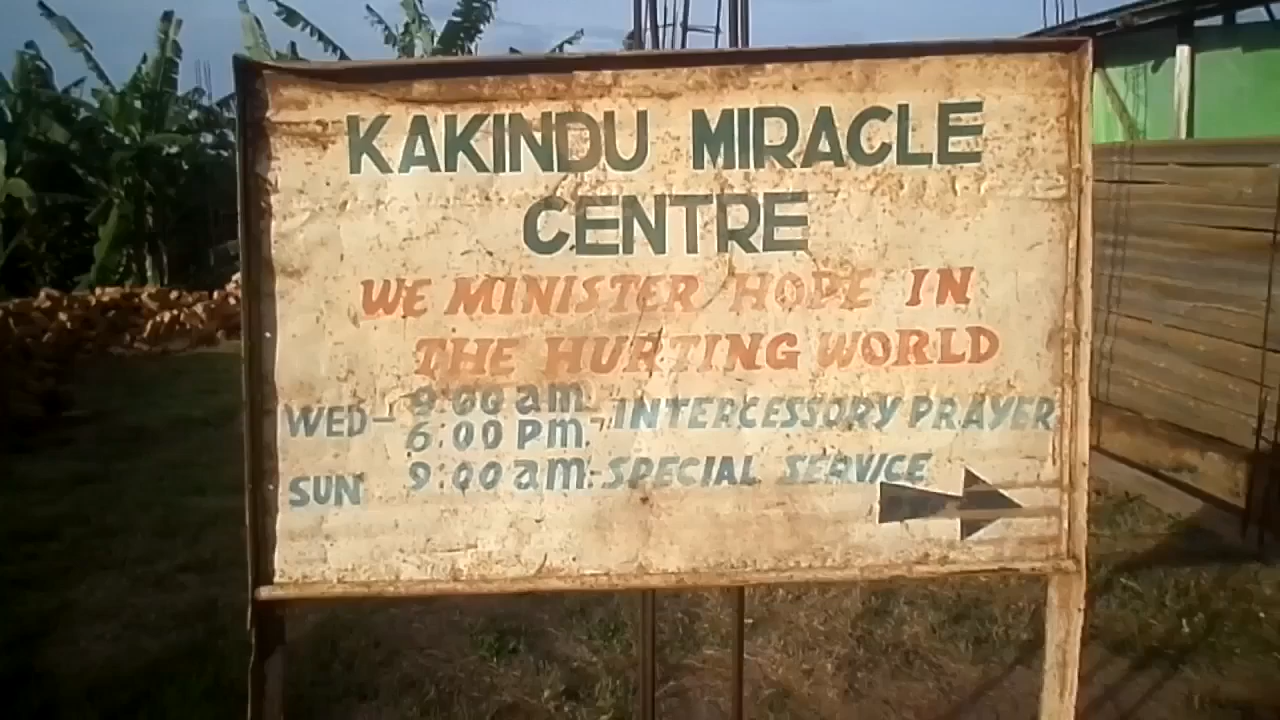 KAKINDU MIRACLE
CENTRE
WE MINISTER HOPE IN
THE HURTING WORLD
WED- 9:00 am
6:00 Pm.-INTERCESSORY PRAYER
SUN 9:00 am:-SPECIAL SERVICE